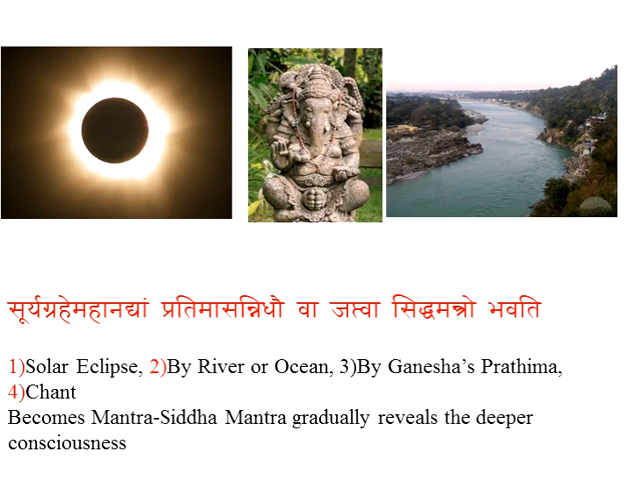 सूर्यग्रहेमहानद्यां प्रतिमासन्निधौ वा जप्त्वा सिद्धमन्त्रो भवति
1)Solar Eclipse, 2)By River or Ocean, 3)By Ganesha’s Prathima,
4)Chant
Becomes Mantra-Siddha Mantra gradually reveals the deeper
consciousness